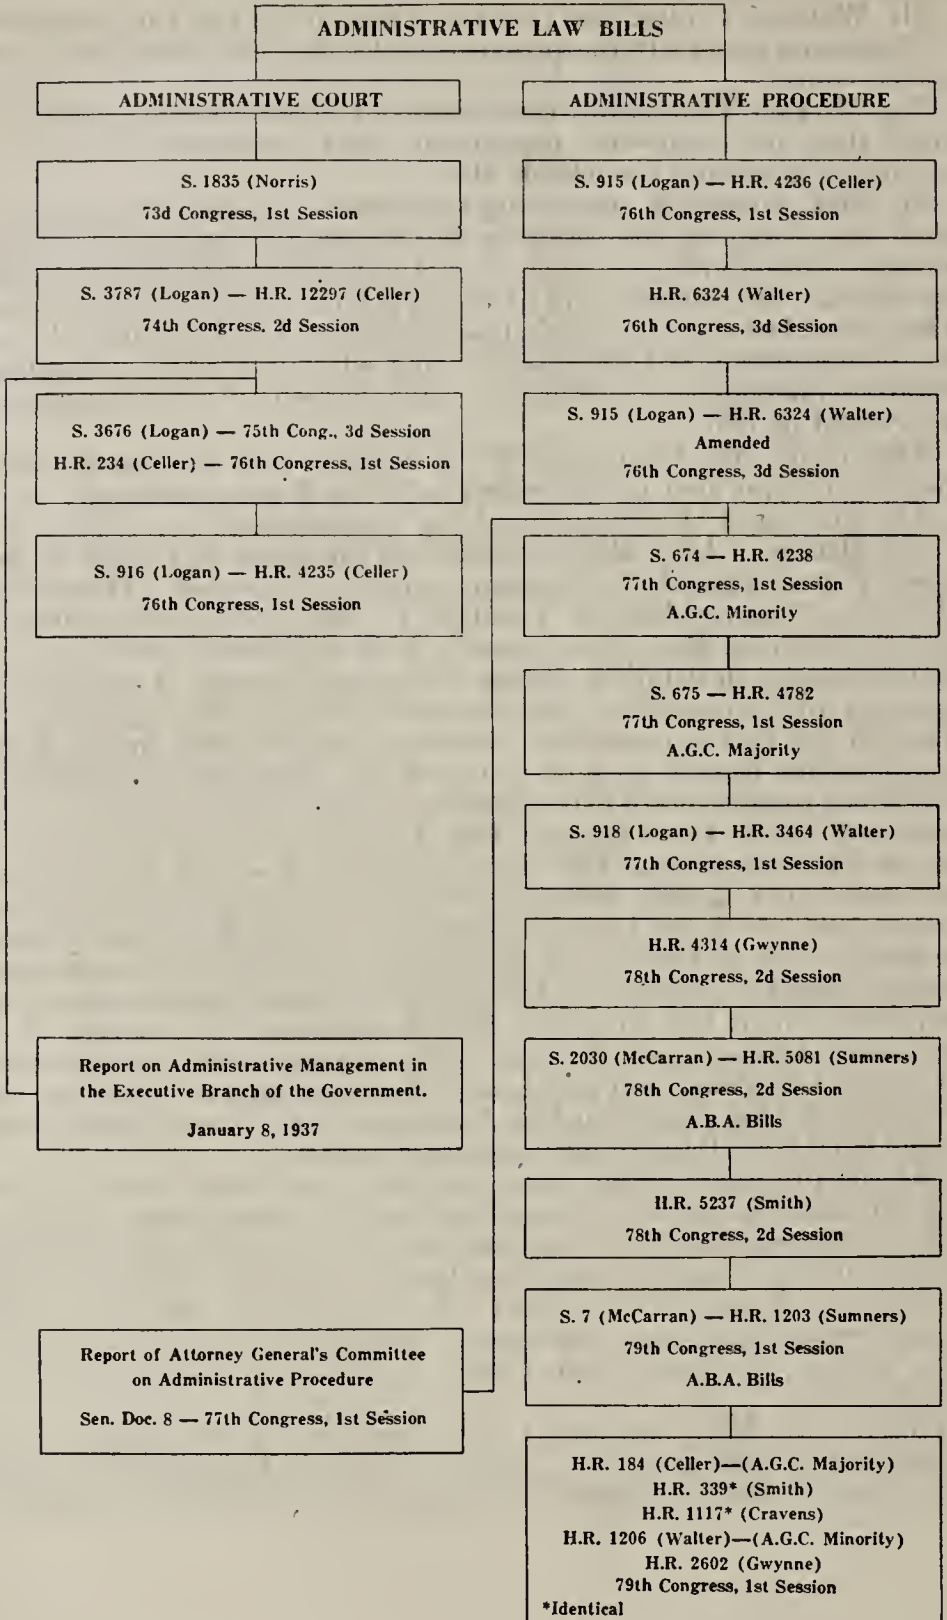 ADMINISTRATIVE LAW BILLS
ADMINISTRATIVE COURT
S. 1835 (Norris)
73d Congress, 1st Session
S. 3787 (Logan) — H.R. 12297 (Celler)
74th Congress. 2d Session
S. 3676 (Logan) — 75th Cong., 3d Session
H.R. 234 (Celler) — 76th Congress, 1st Session
S. 916 (Logan) — H.R. 4235 (Celler)
76th Congress, 1st Session
Report on Administrative Management in
the Executive Branch of the Government.
January 8, 1937
Report of Attorney General's Committee
on Administrative Procedure
Sen. Doc. 8 — 77th Congress, 1st Session
ADMINISTRATIVE PROCEDURE
S. 915 (Logan) — H.R. 4236 (Celler)
76th Congress, 1st Session
H.R. 6324 (Walter)
76th Congress, 3d Session
S. 915 (Logan) — H.R. 6324 (Walter)
Amended
76th Congress, 3d Session
S. 674 — H.R. 4238
77th Congress, 1st Session
A.G.C. Minority
S. 675 — H.R. 4782
77th Congress, 1st Session
A.G.C. Majority
S. 918 (Logan) — H.R. 3464 (Walter)
77th Congress, 1st Session
H.R. 4314 (Gwynne)
78th Congress, 2d Session
S. 2030 (McCarran) — H.R. 5081 (Sumners)
78th Congress, 2d Session
A.B.A. Bills
H.R. 5237 (Smith)
78th Congress, 2d Session
S. 7 (McCarran) — H.R. 1203 (Sumners)
79th Congress, 1st Session
A.B.A. Bills
H.R. 184 (Celler)—(A.G.C. Majority)
H.R. 339* (Smith)
H.R. 1117* (Cravens)
H.R. 1206 (Walter)—(A.G.C. Minority)
H.R. 2602 (Gwynne)
79th Congress, 1st Session
*Identical